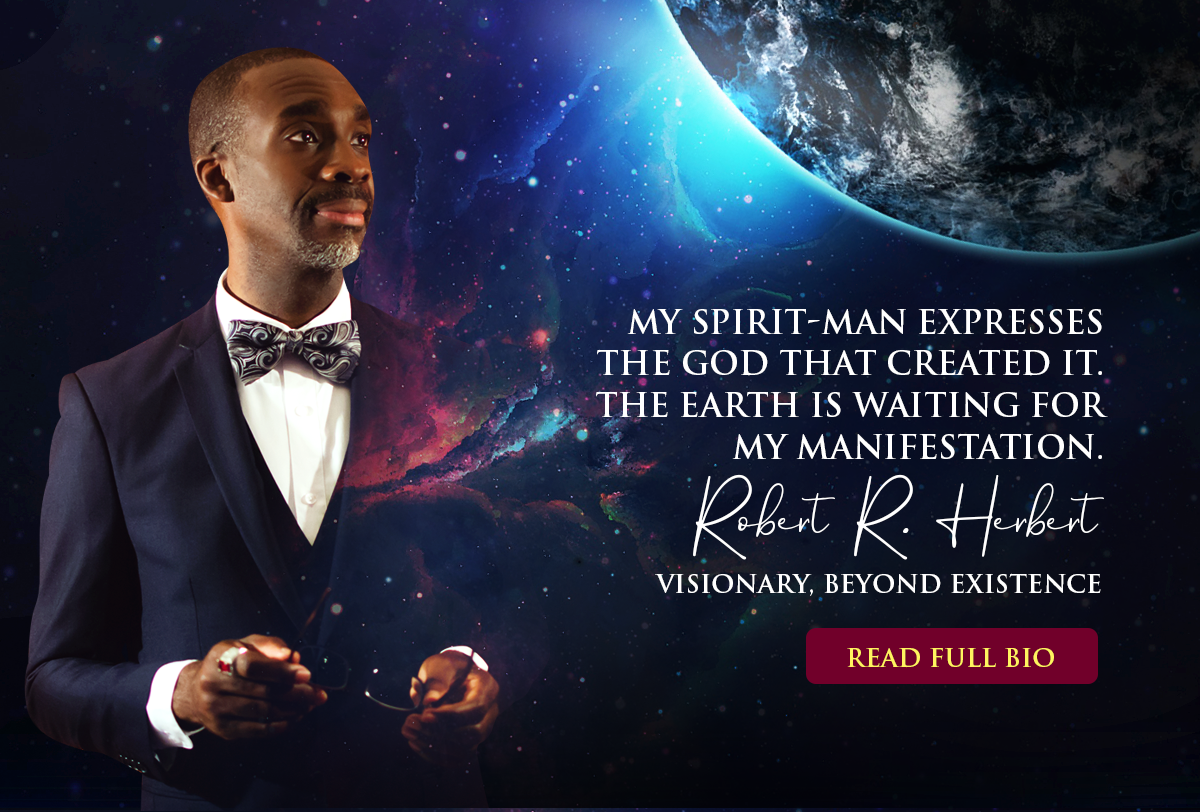 MY SPIRIT-MAN EXPRESSES
THE GOD THAT CREATED IT.
THE EARTH IS WAITING FOR
MY MANIFESTATION.
Robert R. Herbert
VISIONARY, BEYOND EXISTENCE
READ FULL BIO